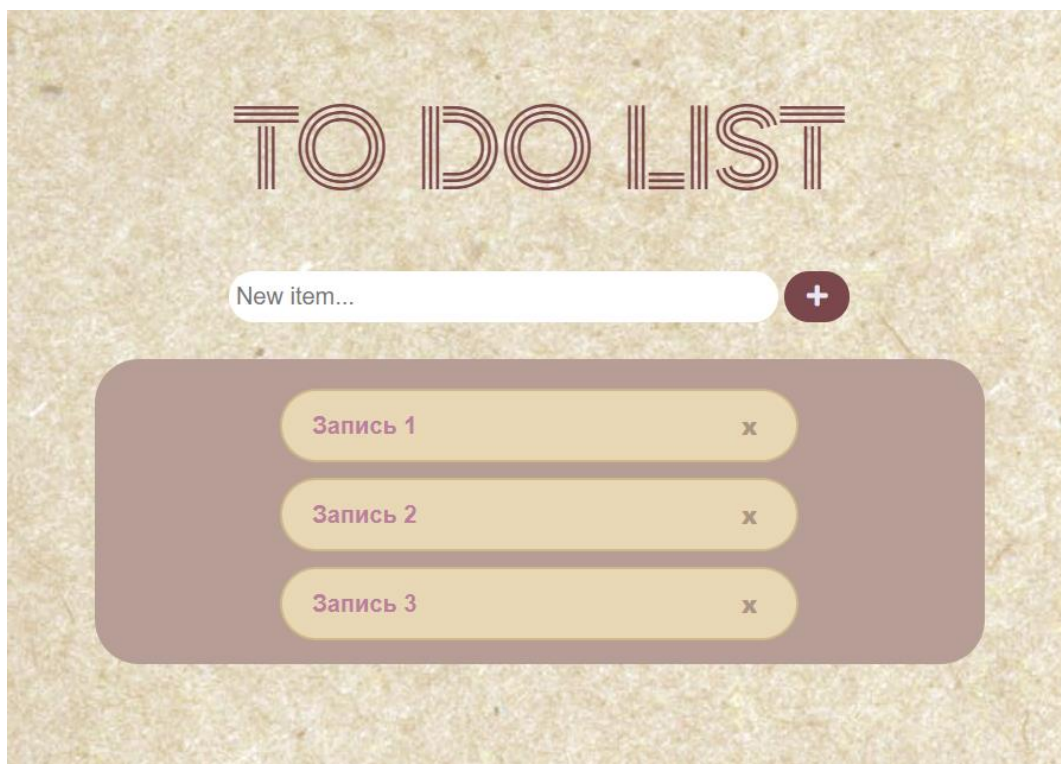 TO DO LIST
New item...
+
Запись 1 x
Запись 2 x
Запись 3 x